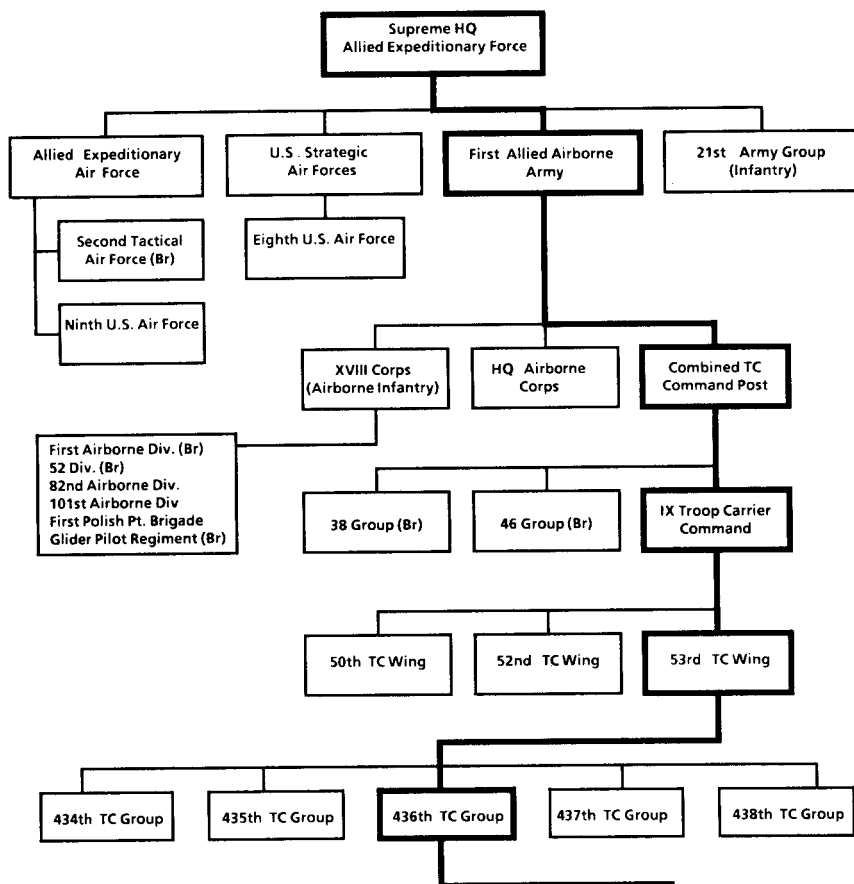 Supreme HQ
Allied Expeditionary Force
Allied Expeditionary
Air Force
U.S. Strategic
Air Forces
First Allied Airborne
Army
21st Army Group
(Infantry)
Second Tactical
Air Force (Br)
Eighth U.S. Air Force
Ninth U.S. Air Force
XVIII Corps
(Airborne Infantry)
HQ Airborne
Corps
Combined TC
Command Post
First Airborne Div. (Br)
52 Div. (Br)
82nd Airborne Div.
101st Airborne Div
First Polish Pt. Brigade
Glider Pilot Regiment (Br)
38 Group (Br)
46 Group (Br)
IX Troop Carrier
Command
50th TC Wing
52nd TC Wing
53rd TC Wing
434th TC Group
435th TC Group
436th TC Group
437th TC Group
438th TC Group